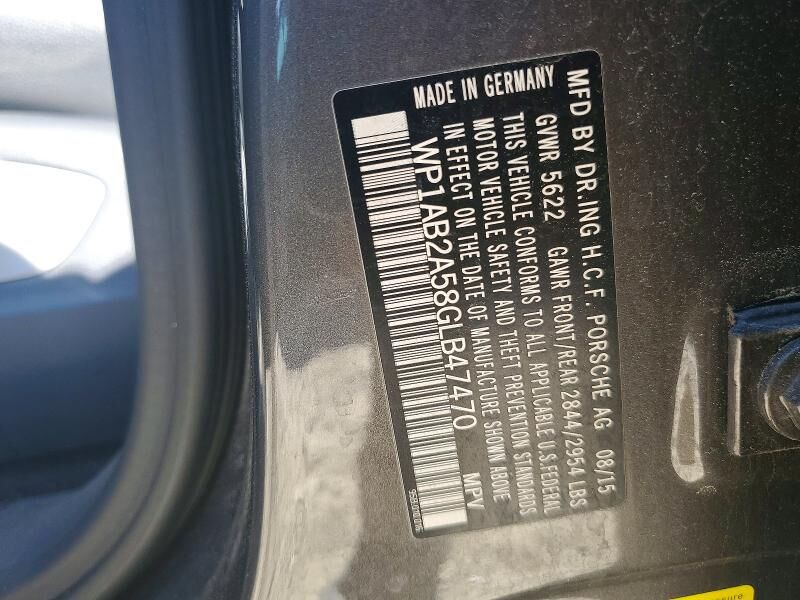 MFD BY DR.ING H.C.F. PORSCHE AG 08/15
GVWR 5622 GAWR FRONT/REAR 2844/2954 LBS
THIS VEHICLE CONFORMS TO ALL APPLICABLE U.S.FEDERAL
MOTOR VEHICLE SAFETY AND THEFT PREVENTION STANDARDS
IN EFFECT ON THE DATE OF MANUFACTURE SHOWN ABOVE
WP1AB2A58GLB47470 MPV
MADE IN GERMANY